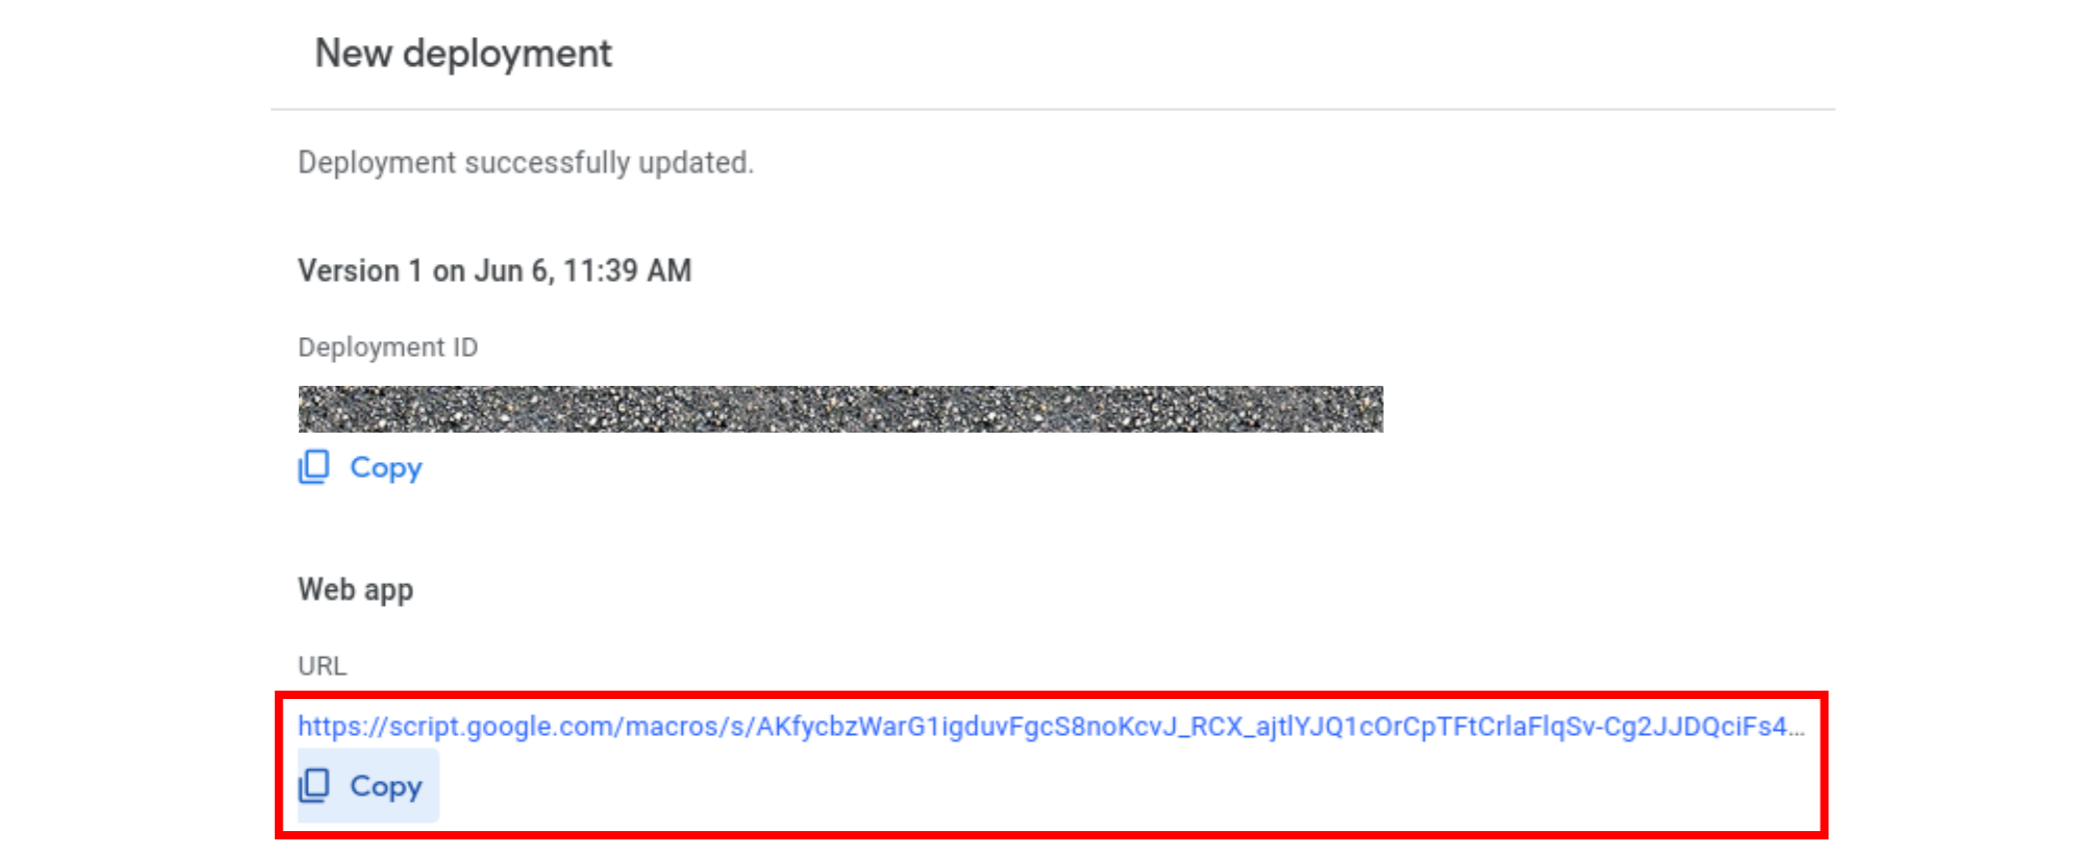 New deployment
Deployment successfully updated.
Version 1 on Jun 6, 11:39 AM
Deployment ID
Copy
Web app
URL
https://script.google.com/macros/s/AKfycbzWarG1igduvFgcS8noKcvJ_RCX_ajtlYJQ1cOrCpTFtCrlaFlqSv-Cg2JJDQciFs4...
Copy